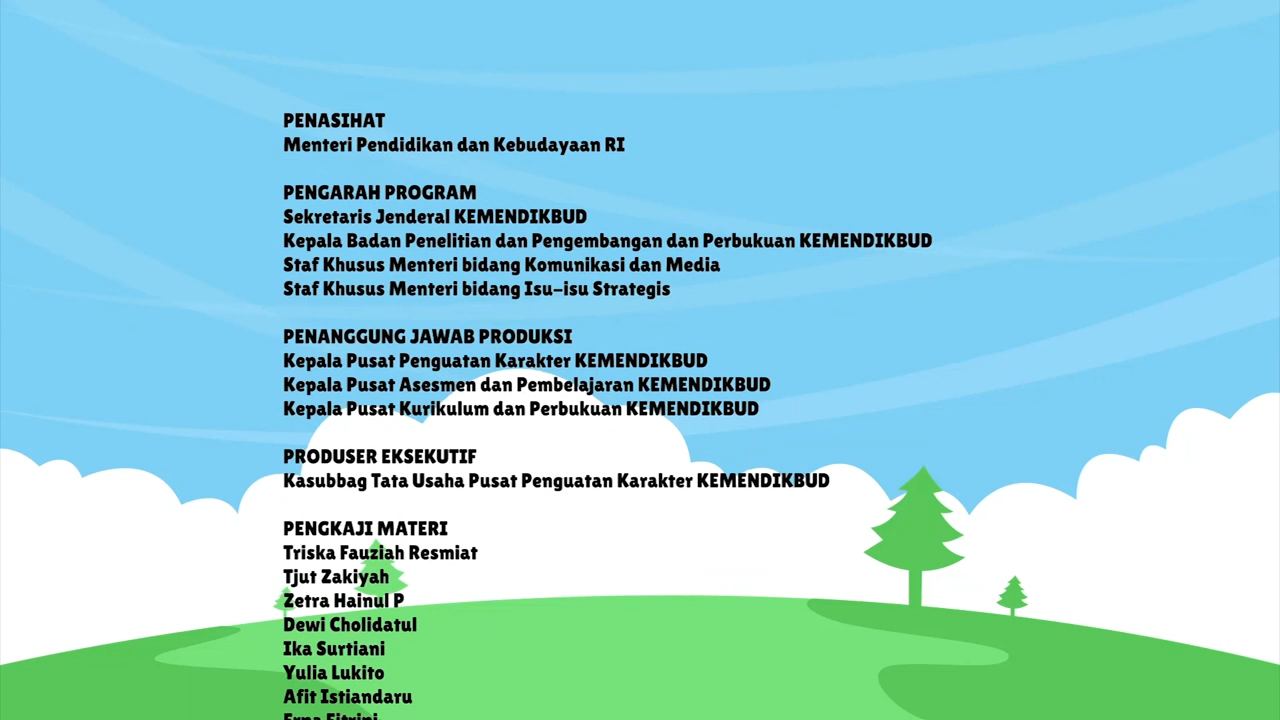 PENASIHAT
Menteri Pendidikan dan Kebudayaan RI
PENGARAH PROGRAM
Sekretaris Jenderal KEMENDIKBUD
Kepala Badan Penelitian dan Pengembangan dan Perbukuan KEMENDIKBUD
Staf Khusus Menteri bidang Komunikasi dan Media
Staf Khusus Menteri bidang Isu-isu Strategis
PENANGGUNG JAWAB PRODUKSI
Kepala Pusat Penguatan Karakter KEMENDIKBUD
Kepala Pusat Asesmen dan Pembelajaran KEMENDIKBUD
Kepala Pusat Kurikulum dan Perbukuan KEMENDIKBUD
PRODUSER EKSEKUTIF
Kasubbag Tata Usaha Pusat Penguatan Karakter KEMENDIKBUD
PENGKAJI MATERI
Triska Fauziah Resmiat
Tjut Zakiyah
Zetra Hainul P
Dewi Cholidatul
Ika Surtiani
Yulia Lukito
Afit Istiandaru